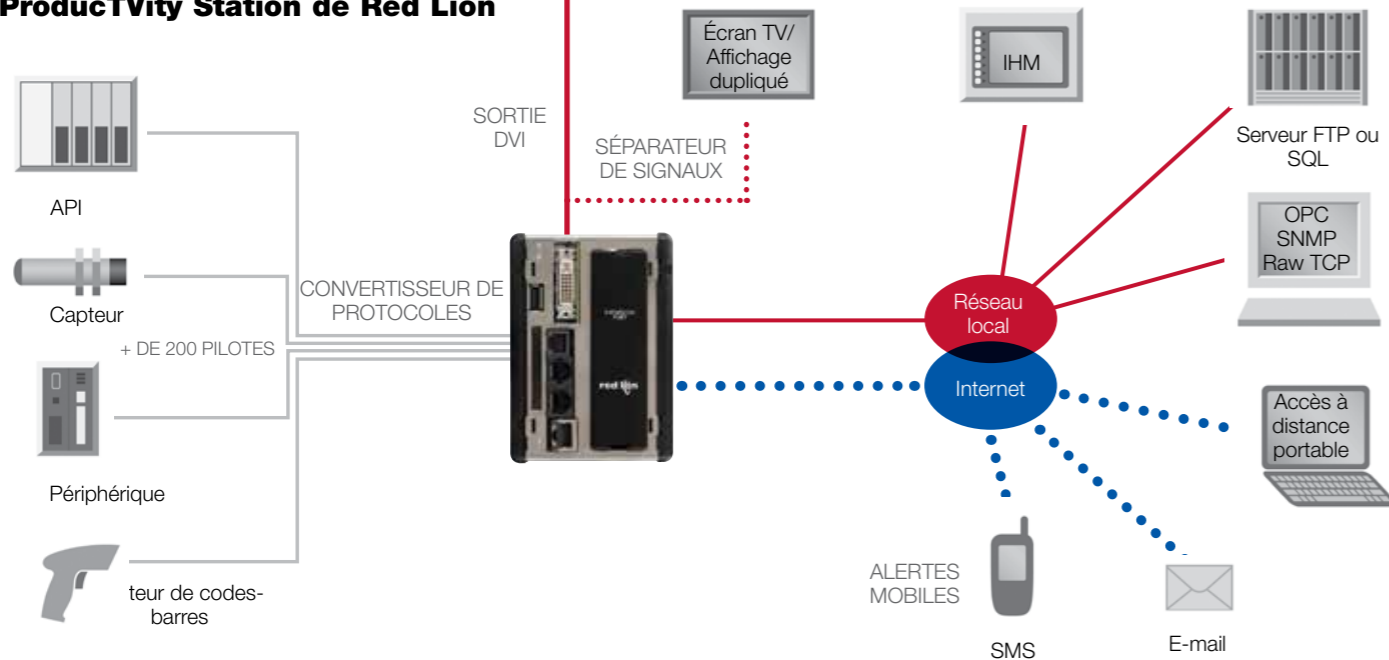 ProducTVity Station de Red Lion
Écran TV/
Affichage
dupliqué
IHM
SORTIE
DVI
SÉPARATEUR
DE SIGNAUX
Serveur FTP ou
SQL
API
OPC
SNMP
Raw TCP
Capteur
CONVERTISSEUR DE
PROTOCOLES
+ DE 200 PILOTES
Réseau
local
red lion
Internet
Accès à
distance
portable
Périphérique
teur de codes-
barres
ALERTES
MOBILES
SMS
E-mail